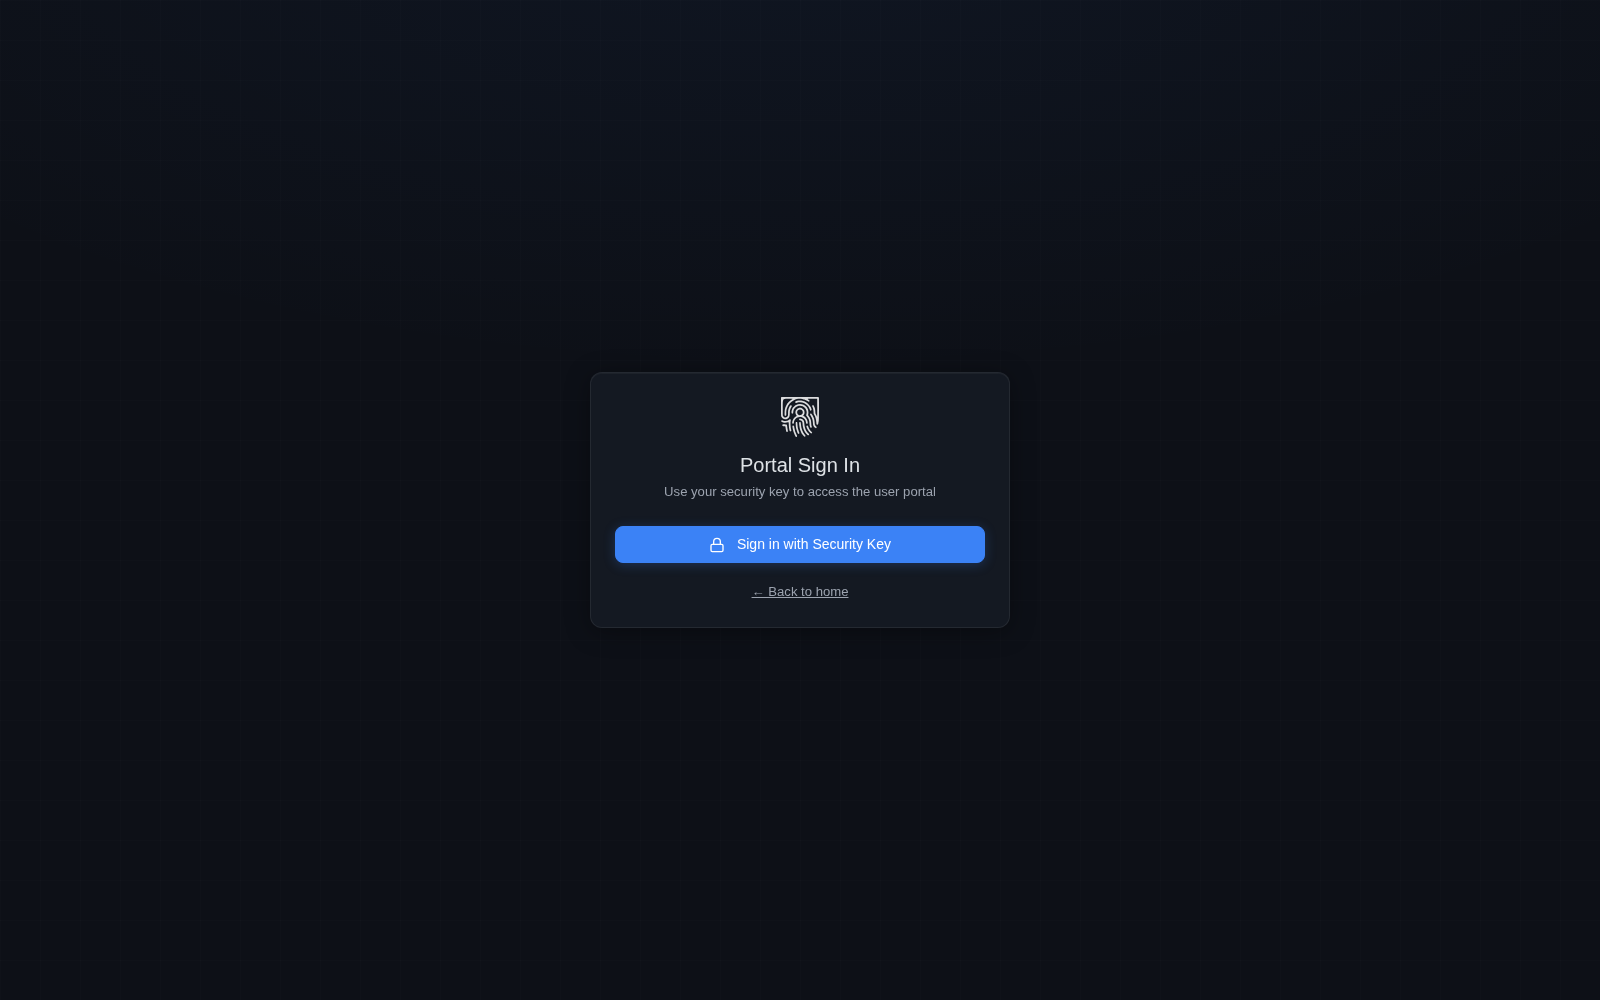 Portal Sign In
Use your security key to access the user portal
Sign in with Security Key
← Back to home